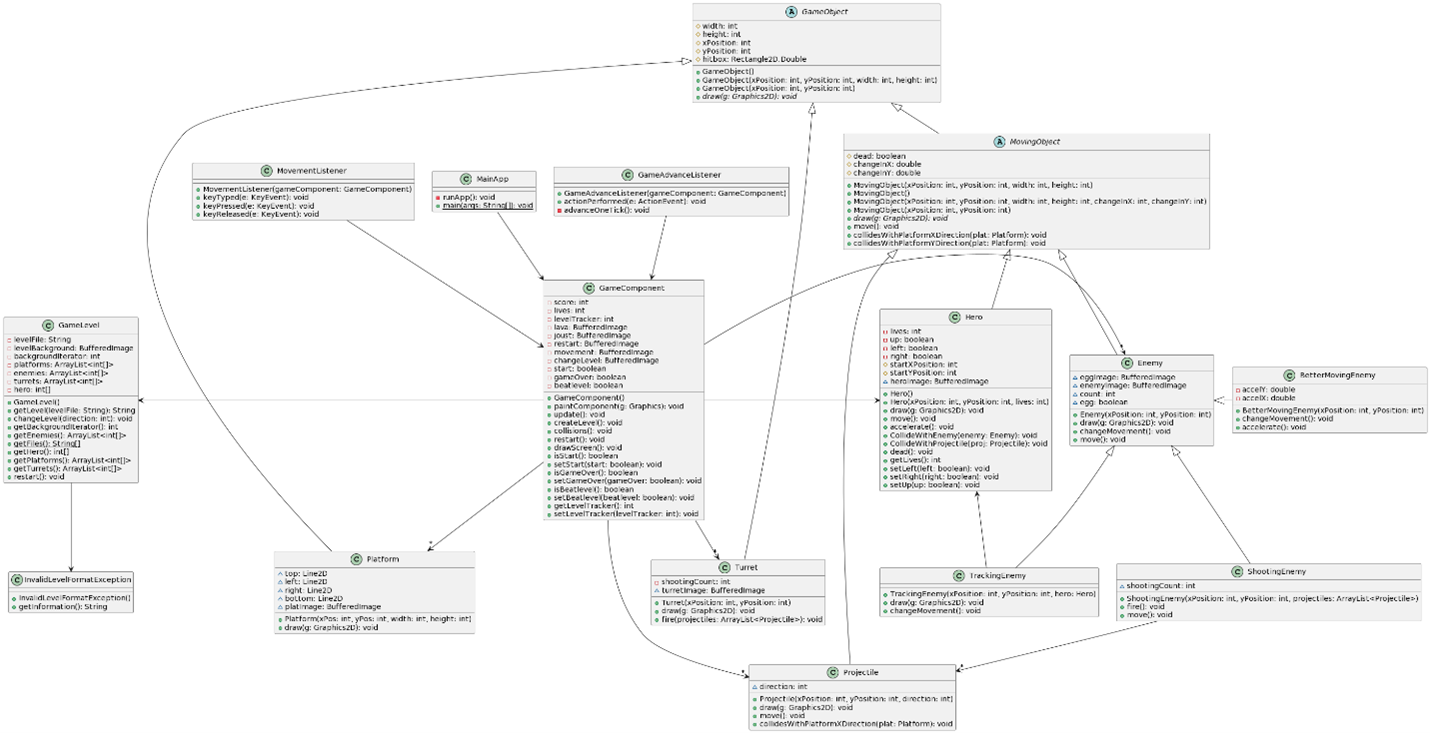 A GameObject
width: int
height: int
xPosition: int
yPosition: int
hitbox: Rectangle2D.Double
GameObject()
GameObject(xPosition: int, yPosition: int, width: int, height: int)
GameObject(xPosition: int, yPosition: int)
draw(g: Graphics2D): void
A MovingObject
dead: boolean
changeInX: double
changeInY: double
MovingObject(xPosition: int, yPosition: int, width: int, height: int)
MovingObject()
MovingObject(xPosition: int, yPosition: int, width: int, height: int, changeInX: int, changeInY: int)
MovingObject(xPosition: int, yPosition: int)
draw(g: Graphics2D): void
move(): void
collidesWithPlatformXDirection(plat: Platform): void
collidesWithPlatformYDirection(plat: Platform): void
C MovementListener
MovementListener(gameComponent: GameComponent)
keyTyped(e: KeyEvent): void
keyPressed(e: KeyEvent): void
keyReleased(e: KeyEvent): void
C MainApp
runApp(): void
main(args: String[]): void
C GameAdvanceListener
GameAdvanceListener(gameComponent: GameComponent)
actionPerformed(e: ActionEvent): void
advanceOneTick(): void
C GameComponent
score: int
lives: int
levelTracker: int
lava: BufferedImage
joust: BufferedImage
restart: BufferedImage
movement: BufferedImage
changeLevel: BufferedImage
start: boolean
gameOver: boolean
beatlevel: boolean
GameComponent()
paintComponent(g: Graphics): void
update(): void
createLevel(): void
collisions(): void
restart(): void
drawScreen(): void
isStart(): boolean
setStart(start: boolean): void
isGameOver(): boolean
setGameOver(gameOver: boolean): void
isBeatlevel(): boolean
setBeatlevel(beatlevel: boolean): void
getLevelTracker(): int
setLevelTracker(levelTracker: int): void
C GameLevel
levelFile: String
levelBackground: BufferedImage
backgroundIterator: int
platforms: ArrayList<int[]>
enemies: ArrayList<int[]>
turrets: ArrayList<int[]>
hero: int[]
GameLevel()
getLevel(levelFile: String): String
changeLevel(direction: int): void
getBackgroundIterator(): int
getEnemies(): ArrayList<int[]>
getFiles(): String[]
getHero(): int[]
getPlatforms(): ArrayList<int[]>
getTurrets(): ArrayList<int[]>
restart(): void
C Hero
lives: int
up: boolean
left: boolean
right: boolean
startXPosition: int
startYPosition: int
heroImage: BufferedImage
Hero()
Hero(xPosition: int, yPosition: int, lives: int)
draw(g: Graphics2D): void
move(): void
accelerate(): void
CollideWithEnemy(enemy: Enemy): void
CollideWithProjectile(proj: Projectile): void
dead(): void
getLives(): int
setLeft(left: boolean): void
setRight(right: boolean): void
setUp(up: boolean): void
C Enemy
eggImage: BufferedImage
enemyImage: BufferedImage
count: int
egg: boolean
Enemy(xPosition: int, yPosition: int)
draw(g: Graphics2D): void
changeMovement(): void
move(): void
C BetterMovingEnemy
accelY: double
accelX: double
BetterMovingEnemy(xPosition: int, yPosition: int)
changeMovement(): void
accelerate(): void
C InvalidLevelFormatException
InvalidLevelFormatException()
getInformation(): String
C Platform
top: Line2D
left: Line2D
right: Line2D
bottom: Line2D
platImage: BufferedImage
Platform(xPos: int, yPos: int, width: int, height: int)
draw(g: Graphics2D): void
C Turret
shootingCount: int
turretImage: BufferedImage
Turret(xPosition: int, yPosition: int)
draw(g: Graphics2D): void
fire(projectiles: ArrayList<Projectile>): void
C TrackingEnemy
TrackingEnemy(xPosition: int, yPosition: int, hero: Hero)
draw(g: Graphics2D): void
changeMovement(): void
C ShootingEnemy
shootingCount: int
ShootingEnemy(xPosition: int, yPosition: int, projectiles: ArrayList<Projectile>)
fire(): void
move(): void
C Projectile
direction: int
Projectile(xPosition: int, yPosition: int, direction: int)
draw(g: Graphics2D): void
move(): void
collidesWithPlatformXDirection(plat: Platform): void